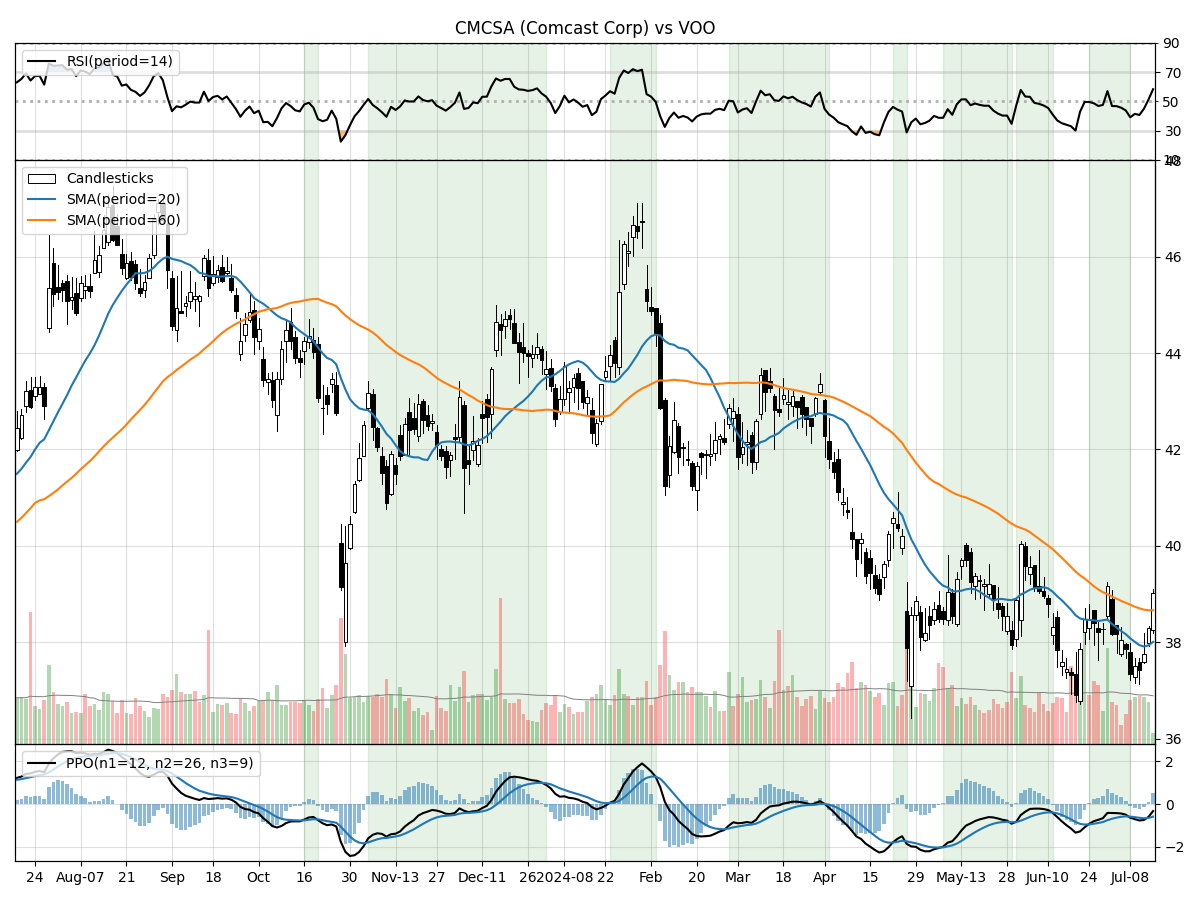 CMCSA (Comcast Corp) vs VOO
RSI(period=14)
90
70
50
30
10
48
Candlesticks
SMA(period=20)
SMA(period=60)
46
44
42
40
38
36
PPO(n1=12, n2=26, n3=9)
2
0
−2
24 Aug-07 21 Sep 18 Oct 16 30 Nov-13 27 Dec-11 26 2024-08 22 Feb 20 Mar 18 Apr 15 29 May-13 28 Jun-10 24 Jul-08